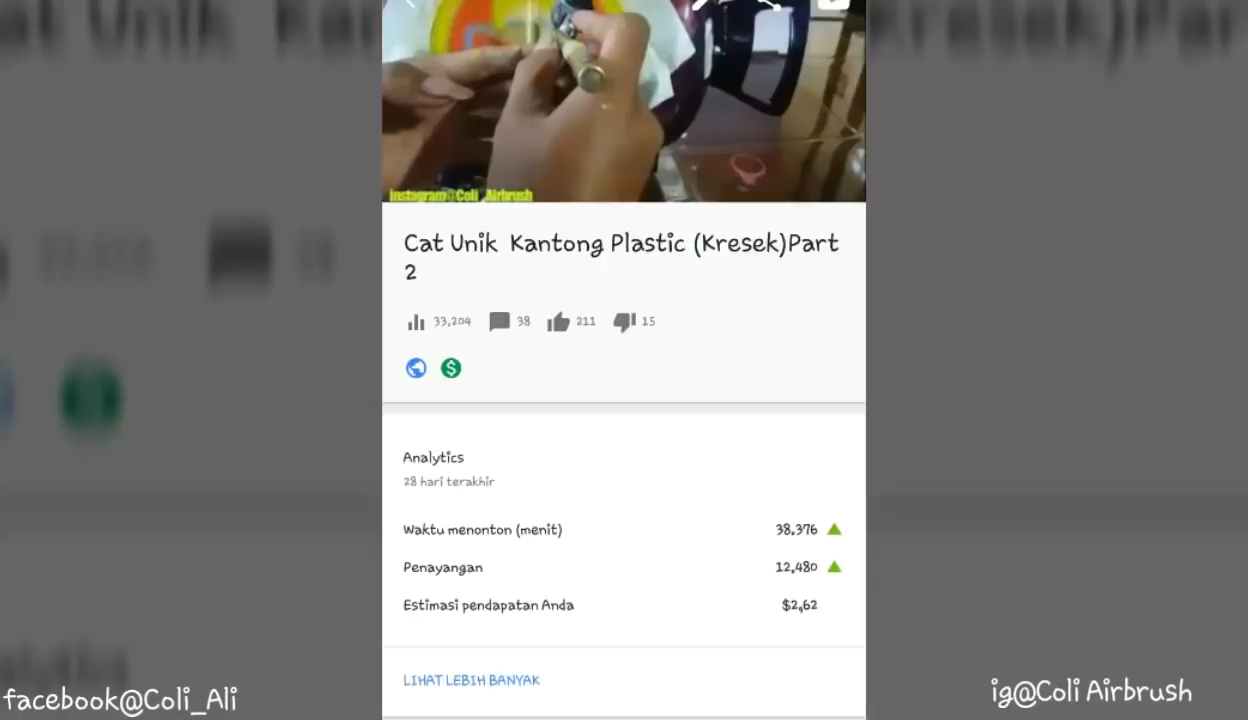 instagram@Coli_Airbrush
Cat Unik Kantong Plastic (Kresek)Part
2
33,204 38 211 15
Analytics
28 hari terakhir
Waktu menonton (menit) 38,376
Penayangan 12,480
Estimasi pendapatan Anda $2,62
LIHAT LEBIH BANYAK
facebook@Coli_Ali
ig@Coli Airbrush